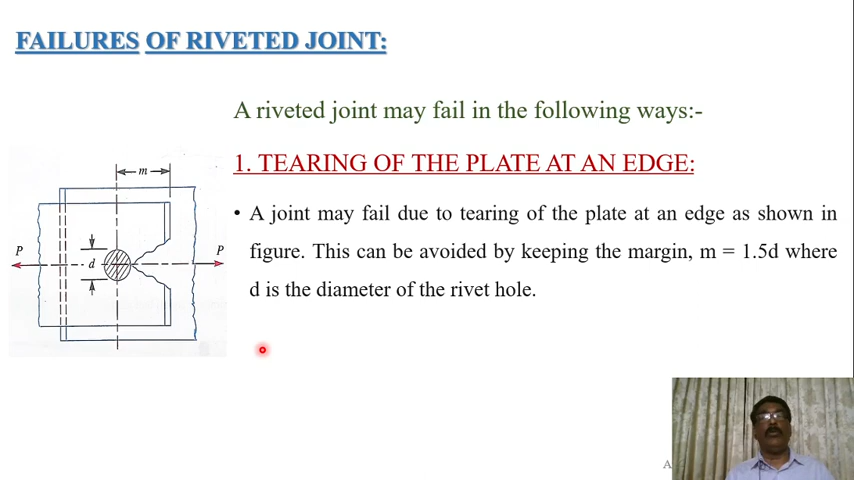 FAILURES OF RIVETED JOINT:
A riveted joint may fail in the following ways:-
1. TEARING OF THE PLATE AT AN EDGE:
• A joint may fail due to tearing of the plate at an edge as shown in
figure. This can be avoided by keeping the margin, m = 1.5d where
d is the diameter of the rivet hole.
m
P
P
d